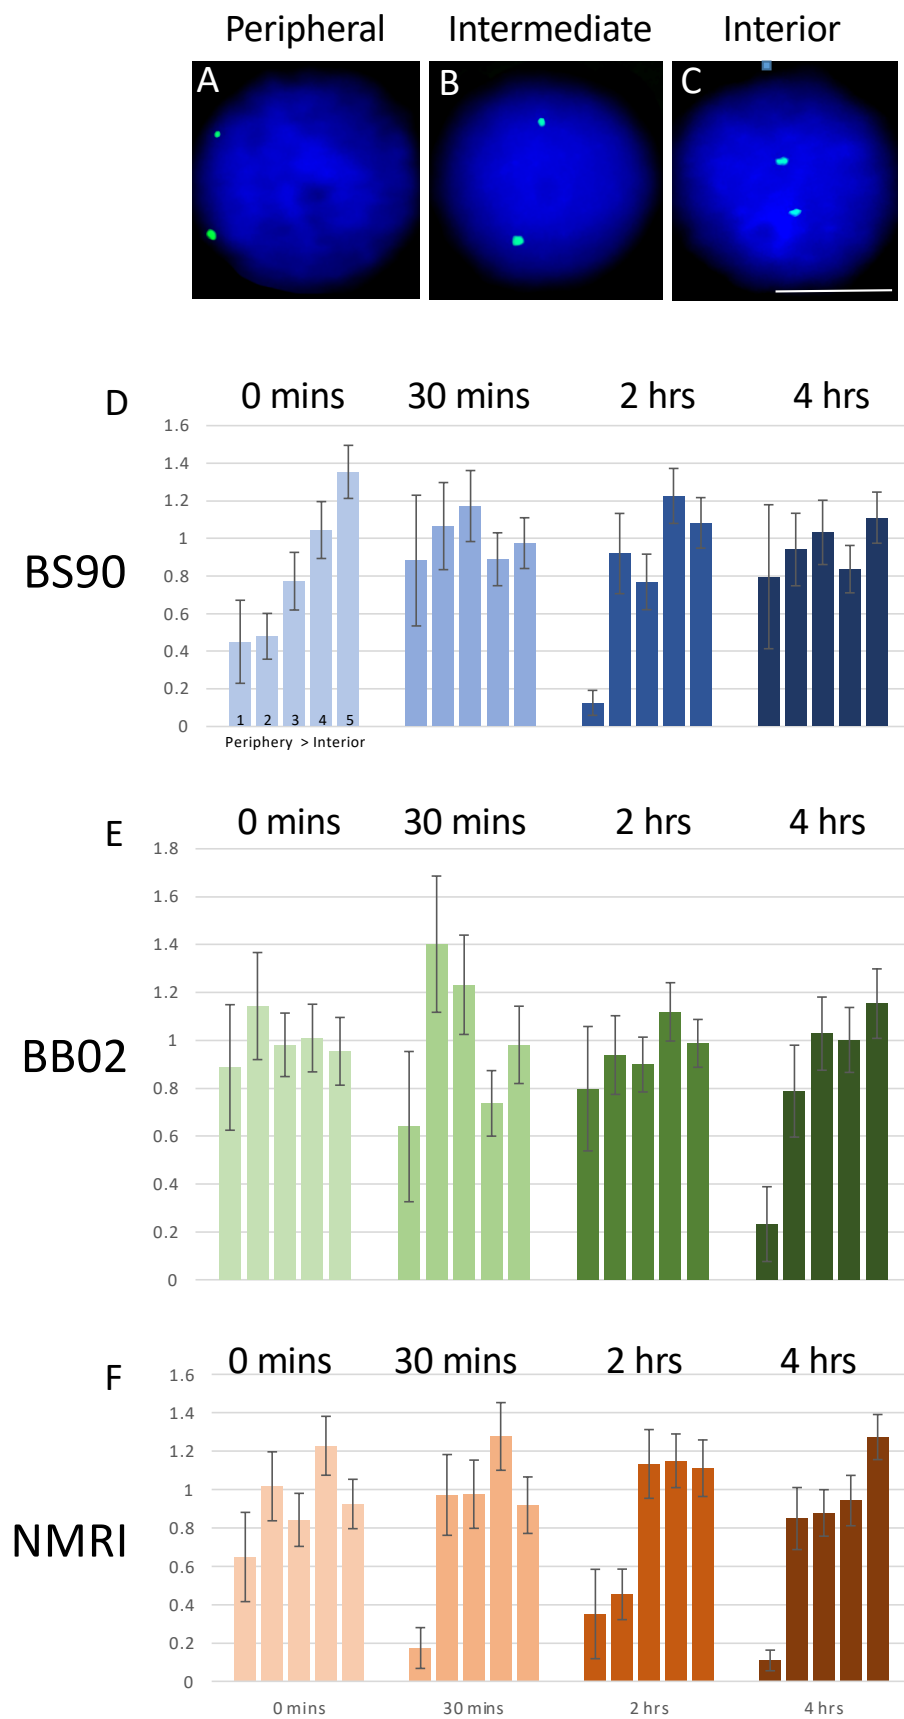 Peripheral Intermediate Interior
A B C
D 0 mins 30 mins 2 hrs 4 hrs
1.6
1.4
1.2
1
0.8
0.6
0.4
0.2
0
BS90
1 2 3 4 5
Periphery > Interior
E 0 mins 30 mins 2 hrs 4 hrs
1.8
1.6
1.4
1.2
1
0.8
0.6
0.4
0.2
0
BB02
F 0 mins 30 mins 2 hrs 4 hrs
1.6
1.4
1.2
1
0.8
0.6
0.4
0.2
0
NMRI
0 mins 30 mins 2 hrs 4 hrs